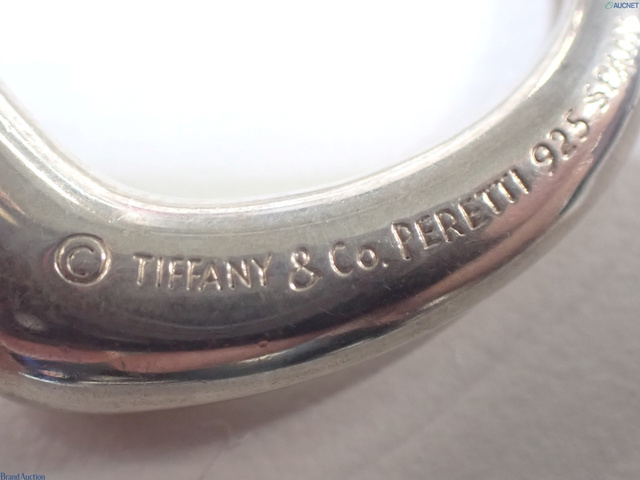 AUCNET
© TIFFANY & Co. PERETTI 925
BrandAuction